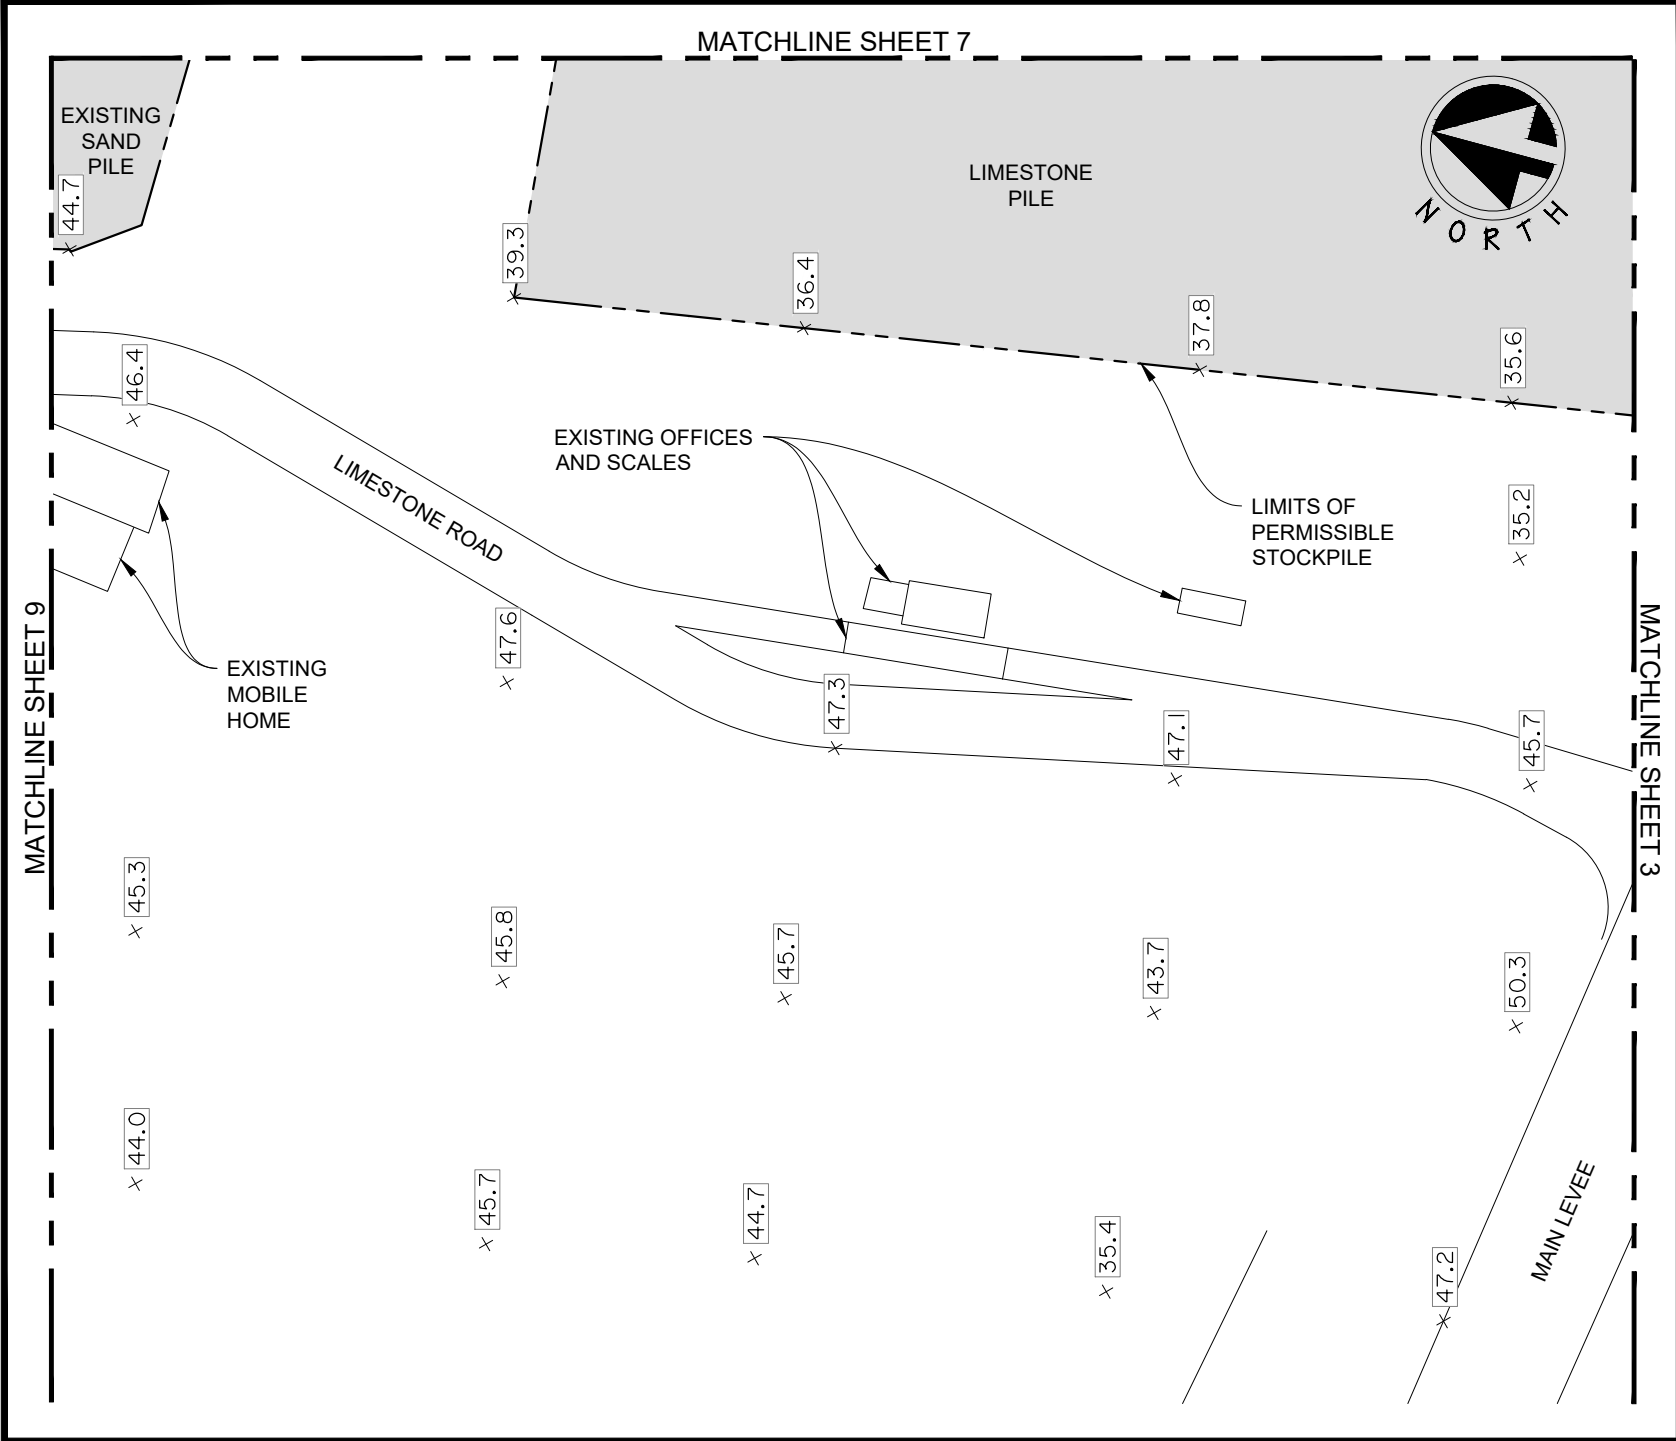 MATCHLINE SHEET 7
EXISTING
SAND
PILE
44.7
LIMESTONE
PILE
NORTH
39.3
36.4
37.8
35.6
46.4
EXISTING OFFICES
AND SCALES
LIMESTONE ROAD
LIMITS OF
PERMISSIBLE
STOCKPILE
35.2
MATCHLINE SHEET 9
MATCHLINE SHEET 3
EXISTING
MOBILE
HOME
47.6
47.3
47.1
45.7
45.3
45.8
45.7
43.7
50.3
44.0
45.7
44.7
35.4
47.2
MAIN LEVEE